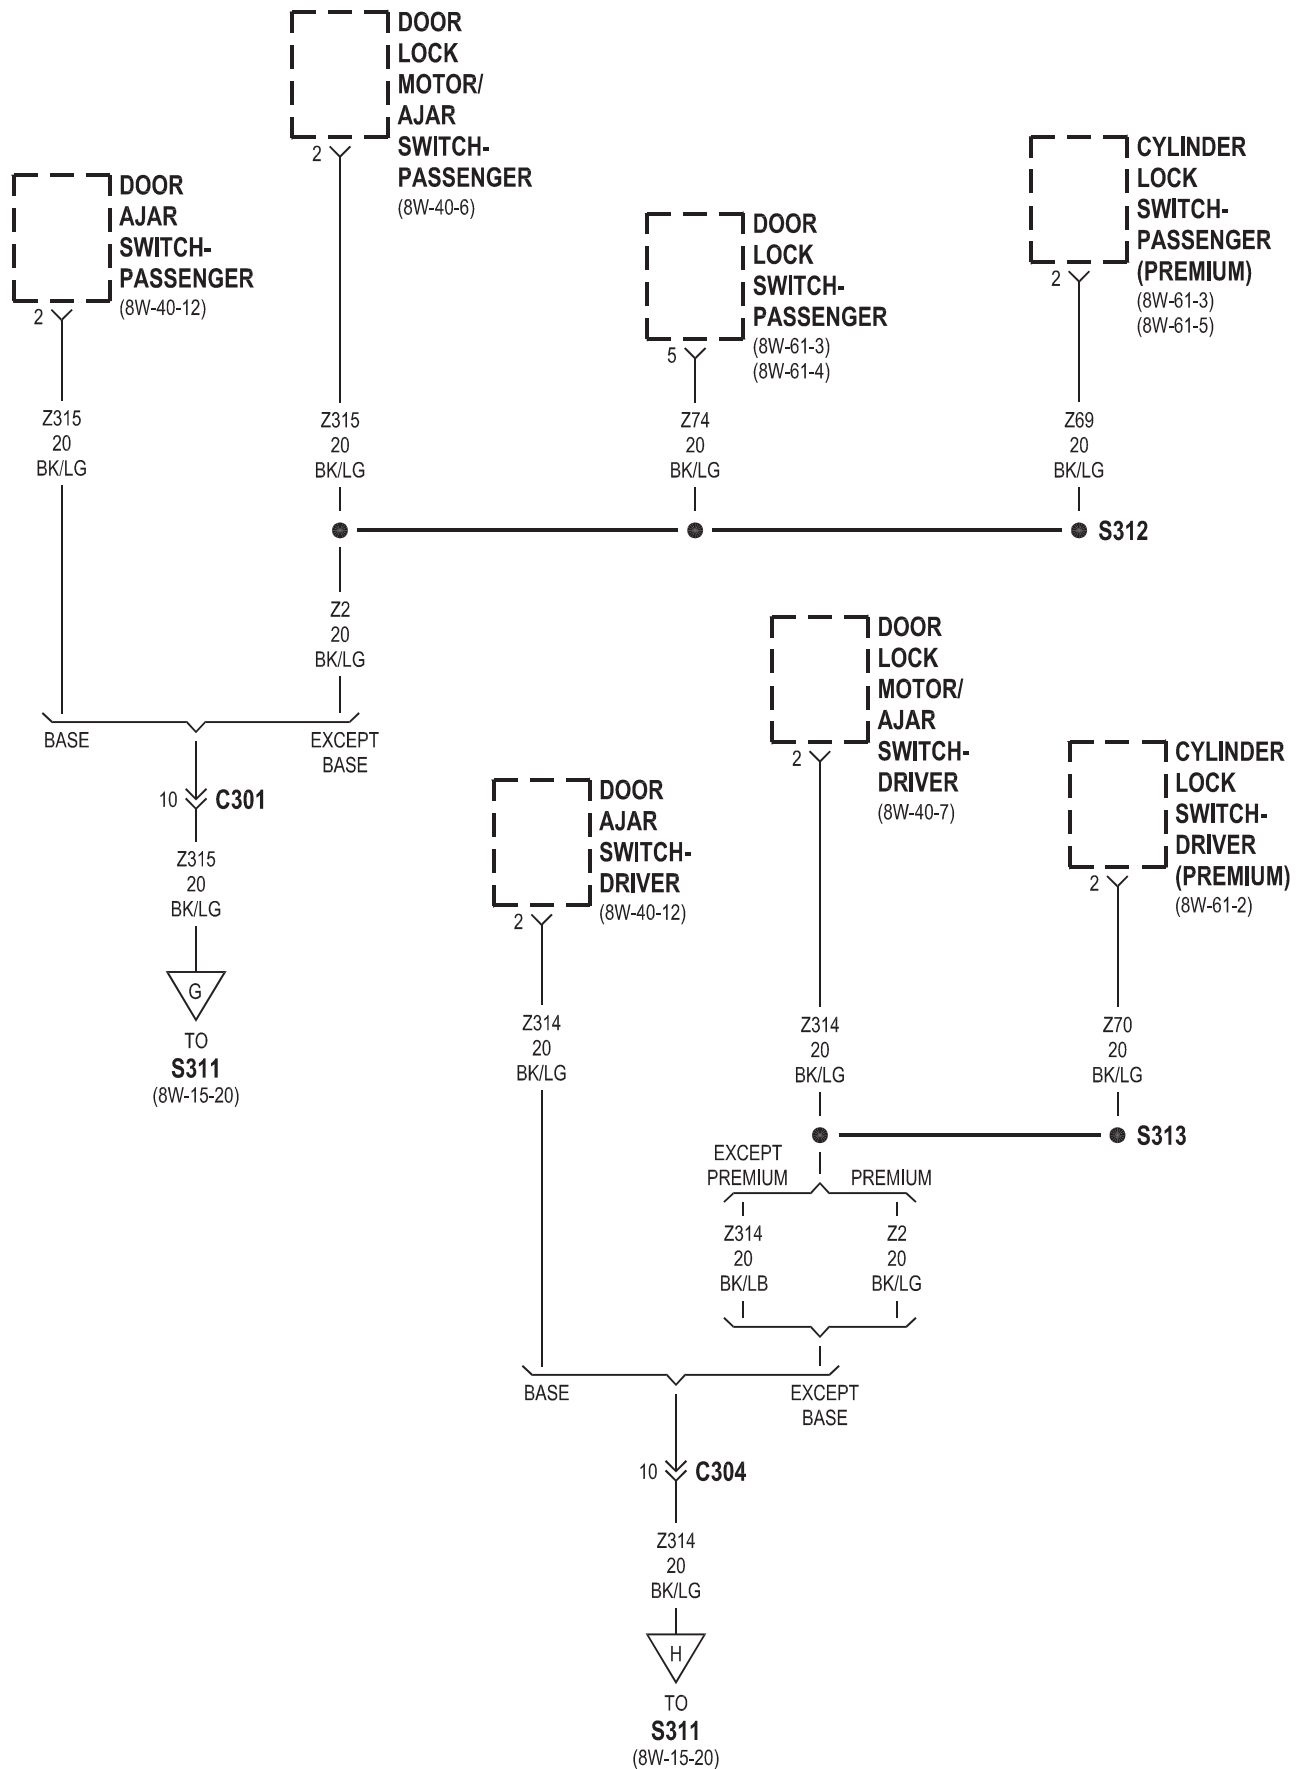 DOOR
LOCK
MOTOR/
AJAR
SWITCH-
PASSENGER
(8W-40-6)
2
DOOR
AJAR
SWITCH-
PASSENGER
(8W-40-12)
2
DOOR
LOCK
SWITCH-
PASSENGER
(8W-61-3)
(8W-61-4)
5
CYLINDER
LOCK
SWITCH-
PASSENGER
(PREMIUM)
(8W-61-3)
(8W-61-5)
2
Z315
20
BK/LG
Z315
20
BK/LG
Z74
20
BK/LG
Z69
20
BK/LG
S312
Z2
20
BK/LG
BASE
EXCEPT
BASE
10
C301
Z315
20
BK/LG
G
TO
S311
(8W-15-20)
DOOR
LOCK
MOTOR/
AJAR
SWITCH-
DRIVER
(8W-40-7)
2
DOOR
AJAR
SWITCH-
DRIVER
(8W-40-12)
2
CYLINDER
LOCK
SWITCH-
DRIVER
(PREMIUM)
(8W-61-2)
2
Z314
20
BK/LG
Z314
20
BK/LG
Z70
20
BK/LG
S313
EXCEPT
PREMIUM
PREMIUM
Z314
20
BK/LB
Z2
20
BK/LG
BASE
EXCEPT
BASE
10
C304
Z314
20
BK/LG
H
TO
S311
(8W-15-20)